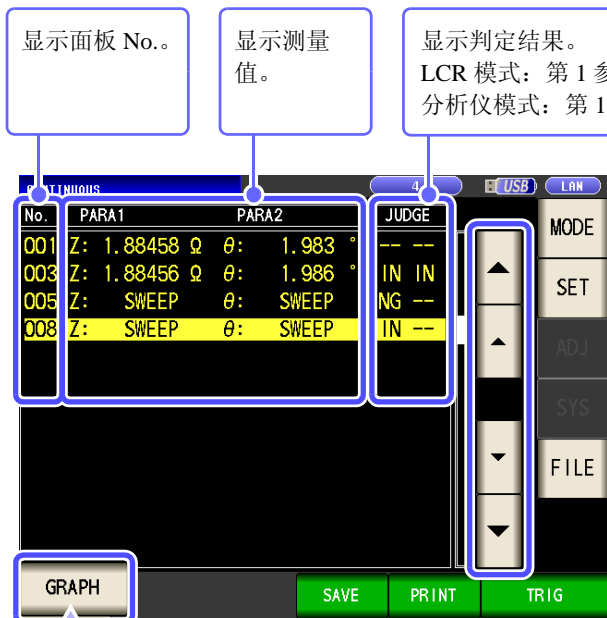 显示面板 No.。
显示测量
值。
显示判定结果。
LCR 模式：第 1 参
分析仪模式：第 1
CONTINUOUS
USB
LAN
No. PARA1 PARA2 JUDGE
001 Z: 1.88458 Ω θ: 1.983 ° -- --
003 Z: 1.88456 Ω θ: 1.986 ° IN IN
005 Z: SWEEP θ: SWEEP NG --
008 Z: SWEEP θ: SWEEP IN --
MODE
SET
ADJ
SYS
FILE
GRAPH
SAVE
PRINT
TRIG